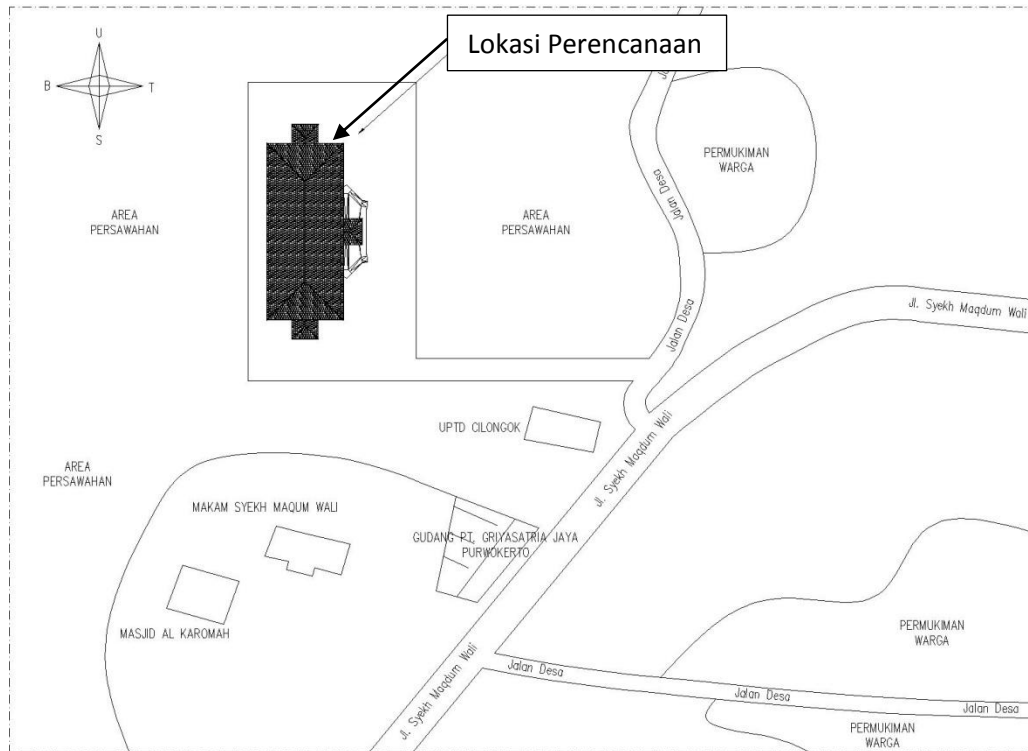 U
B
T
S
Lokasi Perencanaan
PERMUKIMAN
WARGA
Jalan Desa
AREA
PERSAWAHAN
AREA
PERSAWAHAN
Jl. Syekh Maqdum Wali
Jalan Desa
UPTD CILONGOK
Jl. Syekh Maqdum Wali
AREA
PERSAWAHAN
MAKAM SYEKH MAQUM WALI
GUDANG PT. GRIYASATRIA JAYA
PURWOKERTO
MASJID AL KAROMAH
PERMUKIMAN
WARGA
Jl. Syekh Maqdum Wali
Jalan Desa
Jalan Desa
Jalan Desa
PERMUKIMAN
WARGA